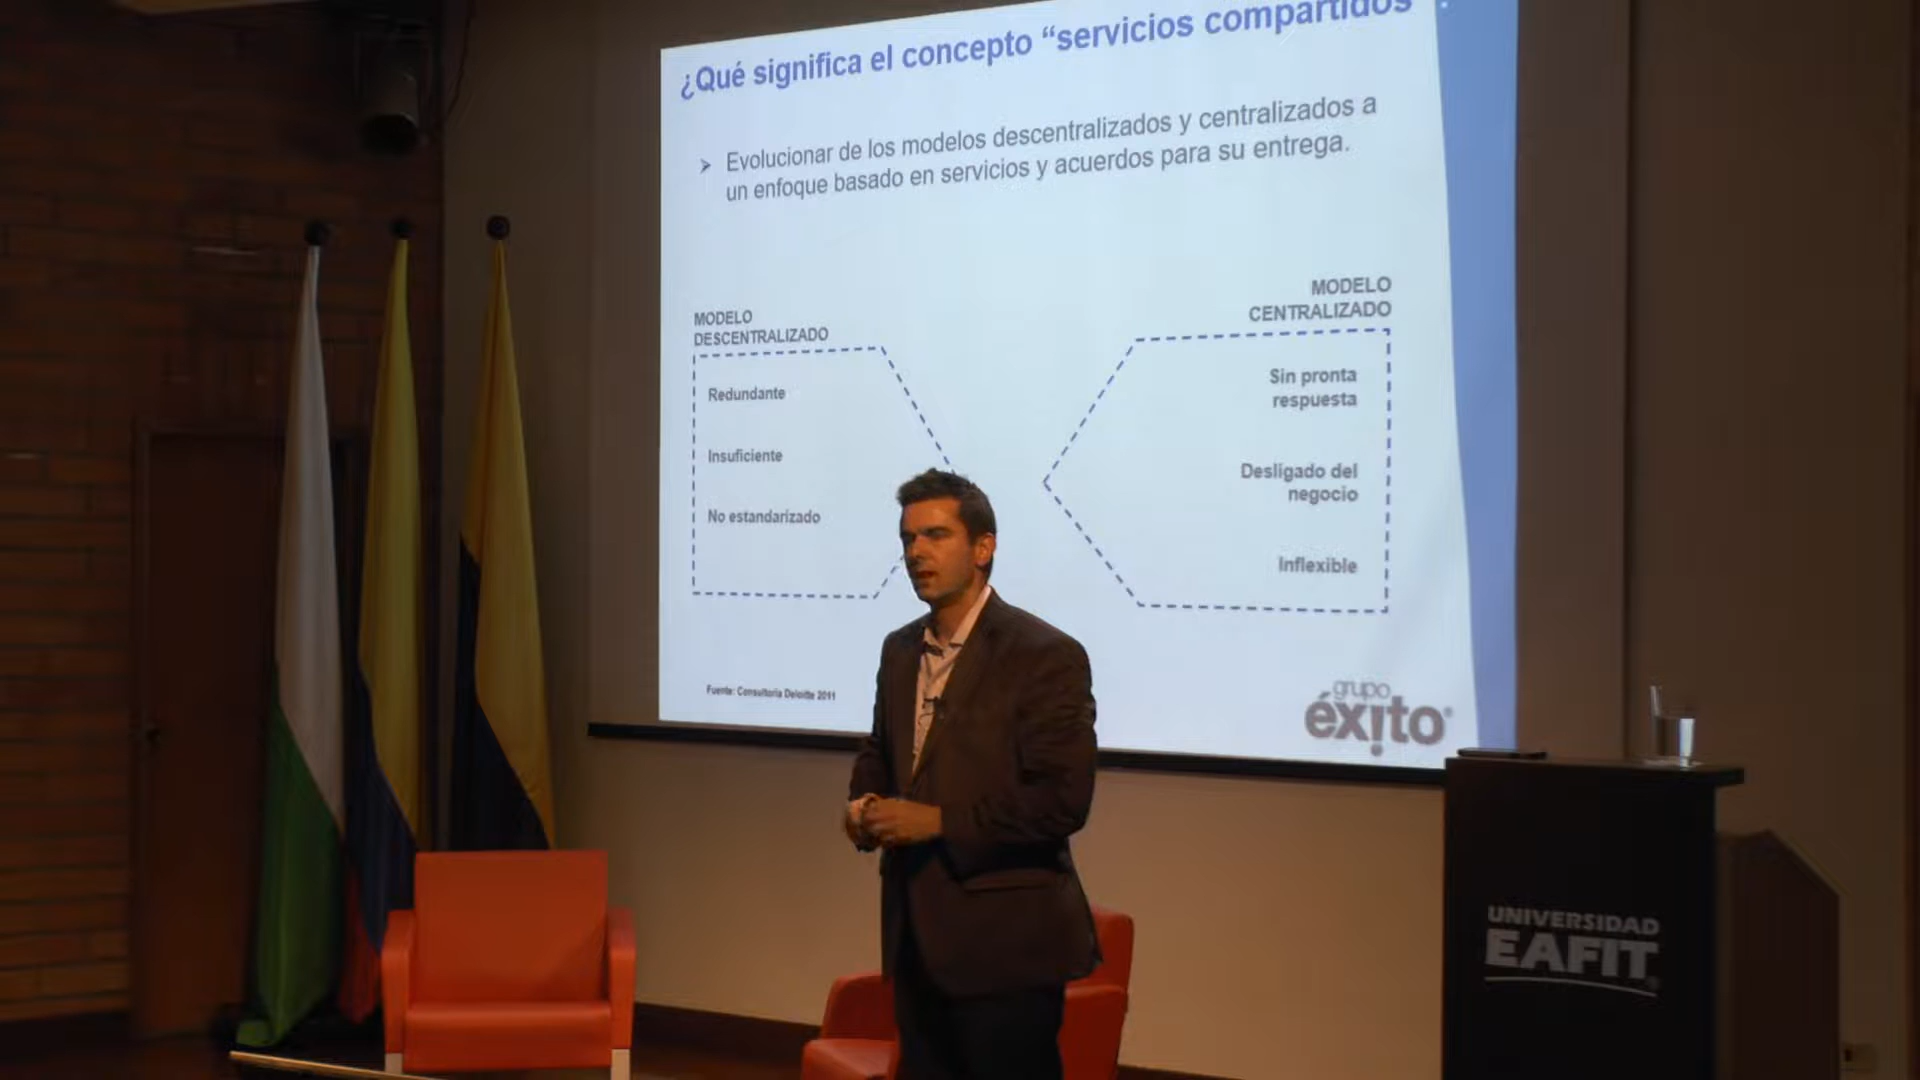 ¿Qué significa el concepto “servicios compartidos”?
➢ Evolucionar de los modelos descentralizados y centralizados a
un enfoque basado en servicios y acuerdos para su entrega.
MODELO
DESCENTRALIZADO
Redundante
Insuficiente
No estandarizado
MODELO
CENTRALIZADO
Sin pronta
respuesta
Desligado del
negocio
Inflexible
Fuente: Consultoria Deloitte 2011
grupo
éxito
UNIVERSIDAD
EAFIT